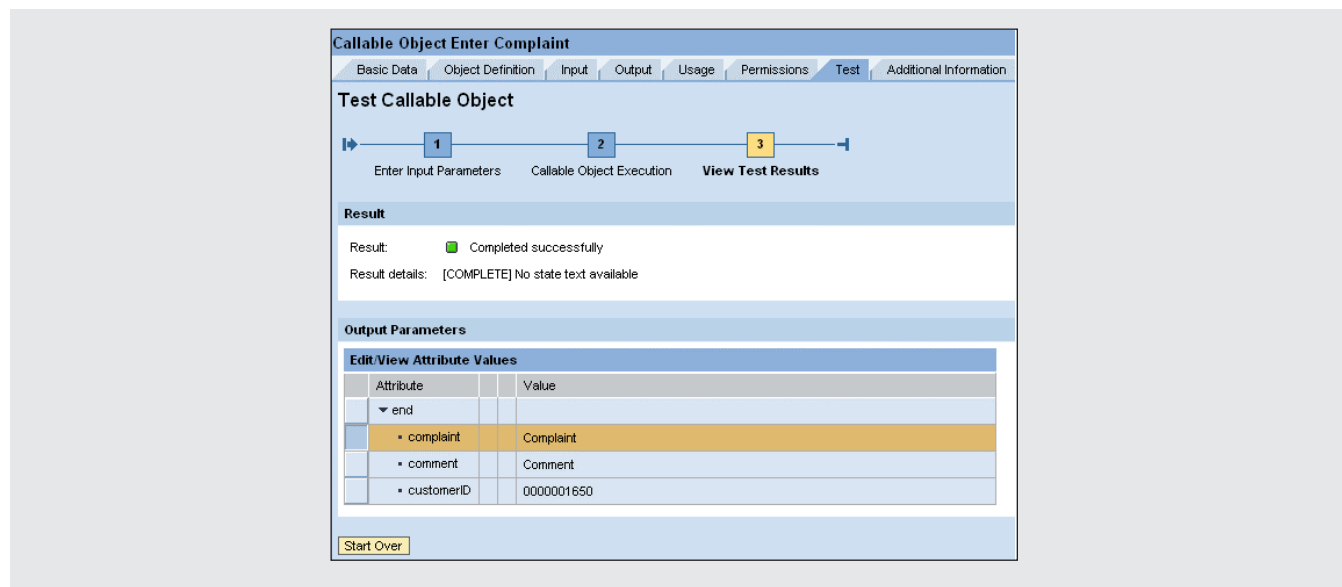 Callable Object Enter Complaint
Basic Data Object Definition Input Output Usage Permissions Test Additional Information
Test Callable Object
1 2 3
Enter Input Parameters Callable Object Execution View Test Results
Result
Result: Completed successfully
Result details: [COMPLETE] No state text available
Output Parameters
Edit/View Attribute Values
Attribute Value
end
complaint Complaint
comment Comment
customerID 0000001650
Start Over